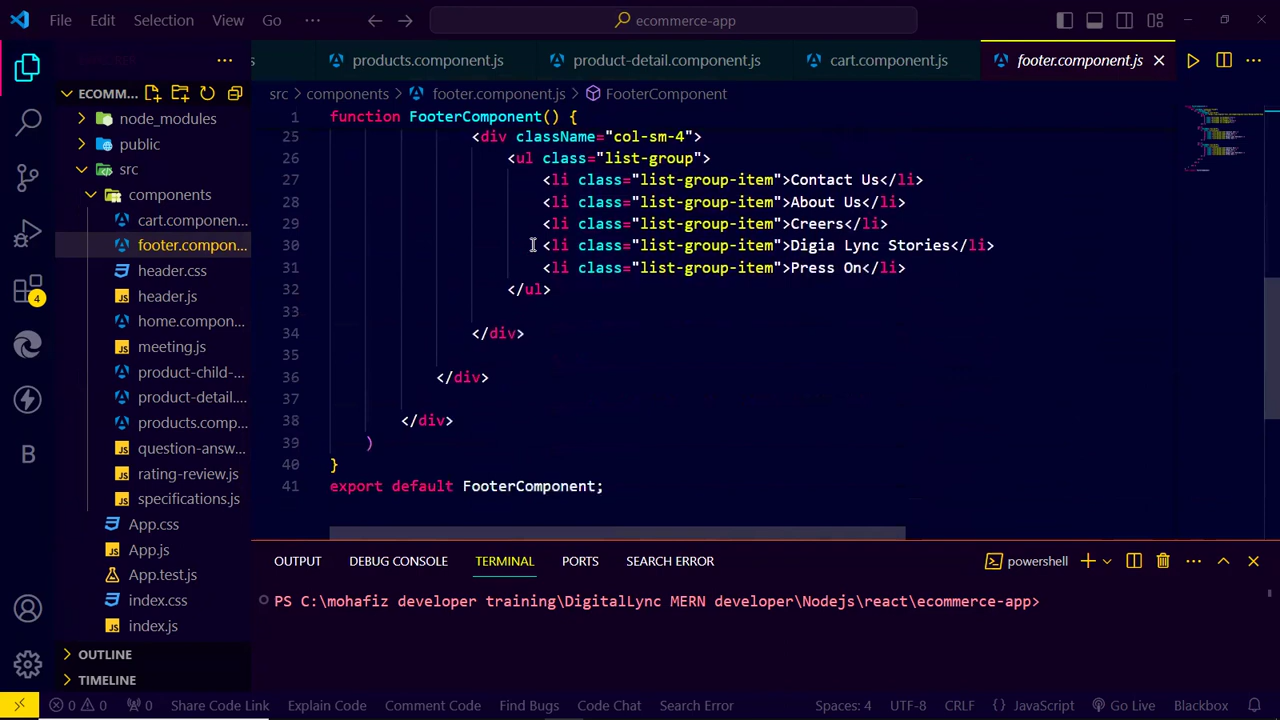 File Edit Selection View Go ··· ecommerce-app
products.component.js product-detail.component.js cart.component.js footer.component.js
ECOMM...
src > components > footer.component.js > FooterComponent
node_modules
public
src
components
cart.componen...
footer.compon...
header.css
header.js
home.compon...
meeting.js
product-child-...
product-detail....
products.comp...
question-answ...
rating-review.js
specifications.js
App.css
App.js
App.test.js
index.css
index.js
OUTLINE
TIMELINE
1 function FooterComponent() {
25 <div className="col-sm-4">
26 <ul class="list-group">
27 <li class="list-group-item">Contact Us</li>
28 <li class="list-group-item">About Us</li>
29 <li class="list-group-item">Creers</li>
30 <li class="list-group-item">Digia Lync Stories</li>
31 <li class="list-group-item">Press On</li>
32 </ul>
33
34 </div>
35
36 </div>
37
38 </div>
39 )
40 }
41 export default FooterComponent;
OUTPUT DEBUG CONSOLE TERMINAL PORTS SEARCH ERROR powershell
PS C:\mohafiz developer training\DigitalLync MERN developer\Nodejs\react\ecommerce-app>
4
0 0 0 Share Code Link Explain Code Comment Code Find Bugs Code Chat Search Error Spaces: 4 UTF-8 CRLF {} JavaScript Go Live Blackbox